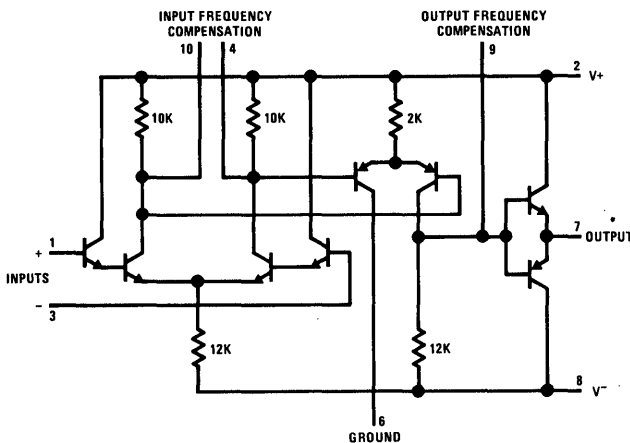 INPUT FREQUENCY
COMPENSATION
10 4
OUTPUT FREQUENCY
COMPENSATION
9
2 V+
10K
10K
2K
1
+
INPUTS
−
3
7
OUTPUT
12K
12K
8 V−
6
GROUND